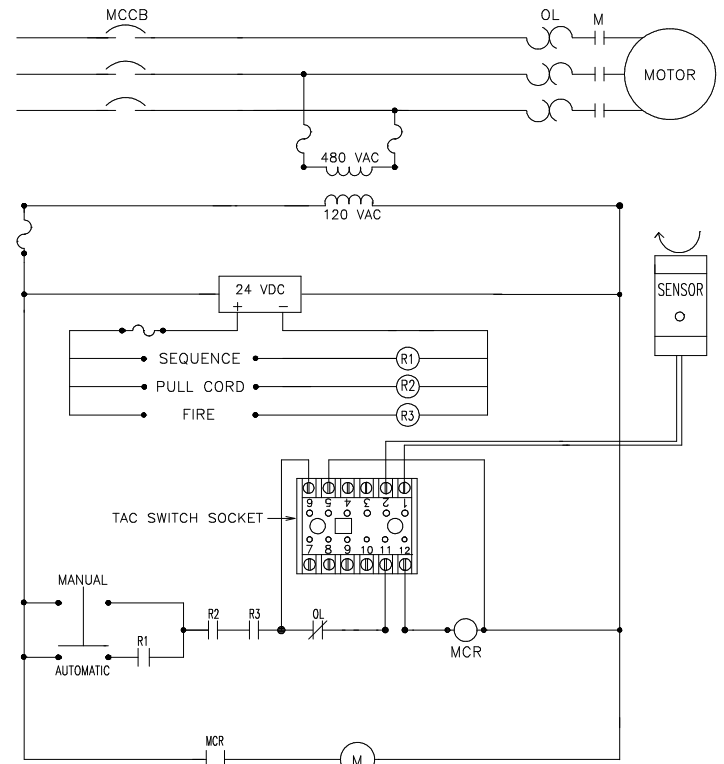 MCCB
OL
M
MOTOR
480 VAC
120 VAC
24 VDC
+ −
SENSOR
SEQUENCE
R1
PULL CORD
R2
FIRE
R3
6 5 4 3 2 1
TAC SWITCH SOCKET
7 8 9 10 11 12
MANUAL
R2
R3
OL
R1
MCR
AUTOMATIC
MCR
M